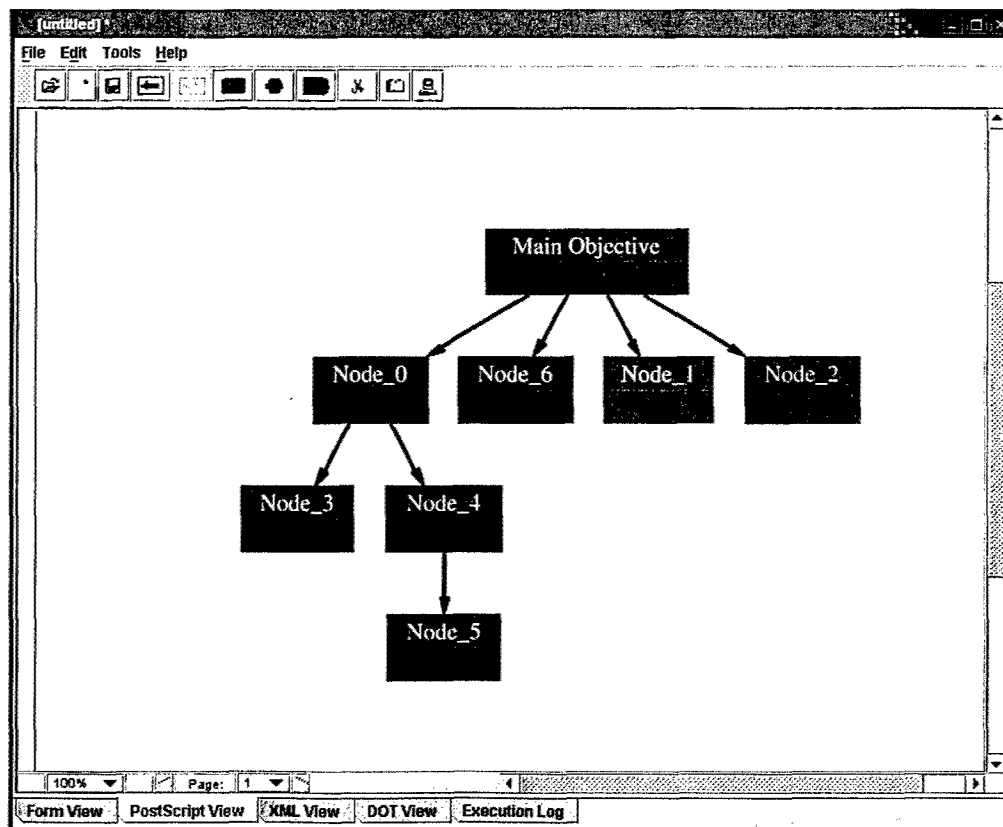 [untitled] *
File Edit Tools Help
Main Objective
Node_0 Node_6 Node_1 Node_2
Node_3 Node_4
Node_5
100% Page: 1
Form View PostScript View XML View DOT View Execution Log